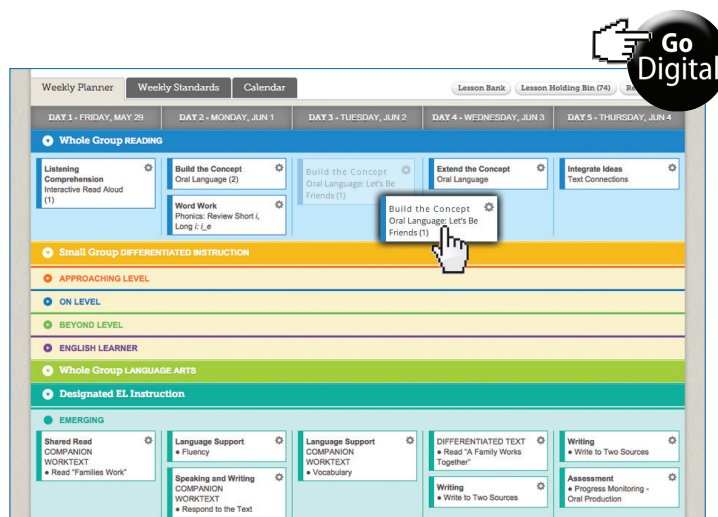 Go
Digital
Weekly Planner
Weekly Standards
Calendar
Lesson Bank
Lesson Holding Bin (74)
DAY 1 - FRIDAY, MAY 29
DAY 2 - MONDAY, JUN 1
DAY 3 - TUESDAY, JUN 2
DAY 4 - WEDNESDAY, JUN 3
DAY 5 - THURSDAY, JUN 4
Whole Group READING
Listening
Comprehension
Interactive Read Aloud
(1)
Build the Concept
Oral Language (2)
Word Work
Phonics: Review Short i,
Long i: i_e
Build the Concept
Oral Language: Let's Be
Friends (1)
Build the Concept
Oral Language: Let's Be
Friends (1)
Extend the Concept
Oral Language
Integrate Ideas
Text Connections
Small Group DIFFERENTIATED INSTRUCTION
APPROACHING LEVEL
ON LEVEL
BEYOND LEVEL
ENGLISH LEARNER
Whole Group LANGUAGE ARTS
Designated EL Instruction
EMERGING
Shared Read
COMPANION
WORKTEXT
• Read "Families Work"
Language Support
• Fluency
Speaking and Writing
COMPANION
WORKTEXT
• Respond to the Text
Language Support
COMPANION
WORKTEXT
• Vocabulary
DIFFERENTIATED TEXT
• Read "A Family Works
Together"
Writing
• Write to Two Sources
Writing
• Write to Two Sources
Assessment
• Progress Monitoring -
Oral Production